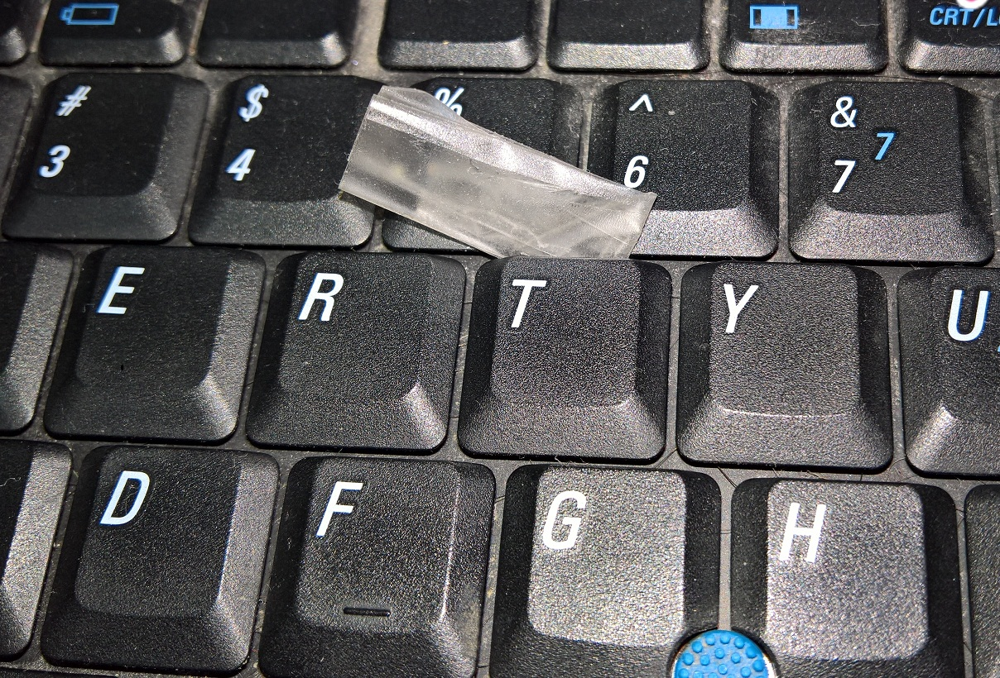 CRT/L
# $ % ^ &
3 4 6 7 7
E R T Y U
D F G H